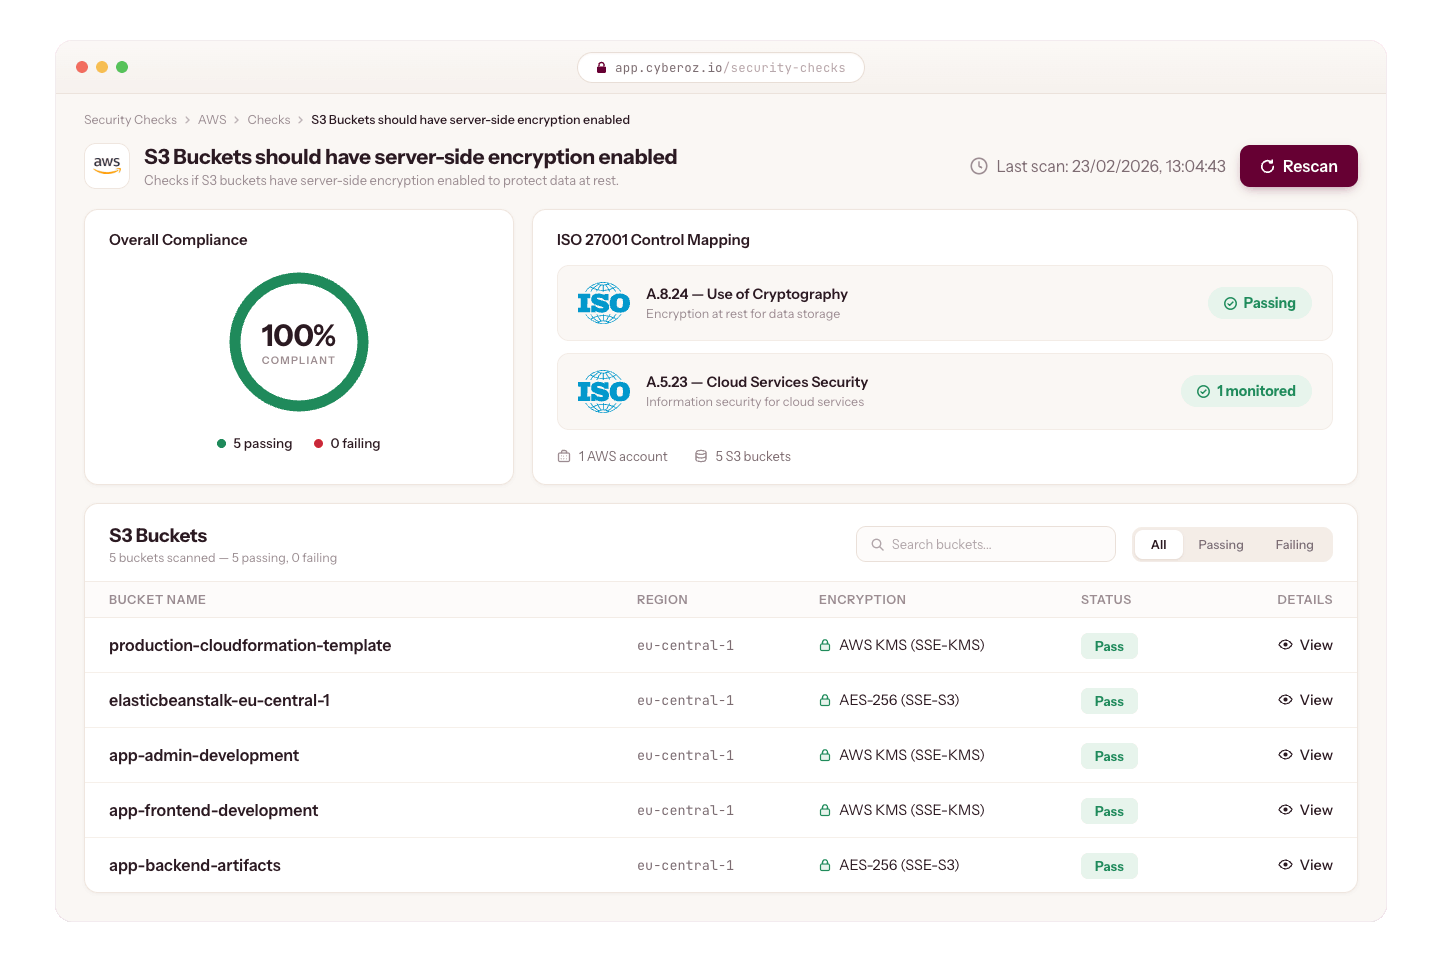 app.cyberoz.io/security-checks
Security Checks > AWS > Checks > S3 Buckets should have server-side encryption enabled
aws
S3 Buckets should have server-side encryption enabled
Checks if S3 buckets have server-side encryption enabled to protect data at rest.
Last scan: 23/02/2026, 13:04:43
Rescan
Overall Compliance
100%
COMPLIANT
5 passing
0 failing
ISO 27001 Control Mapping
ISO
A.8.24 — Use of Cryptography
Encryption at rest for data storage
Passing
ISO
A.5.23 — Cloud Services Security
Information security for cloud services
1 monitored
1 AWS account
5 S3 buckets
S3 Buckets
5 buckets scanned — 5 passing, 0 failing
Search buckets...
All
Passing
Failing
BUCKET NAME REGION ENCRYPTION STATUS DETAILS
production-cloudformation-template eu-central-1 AWS KMS (SSE-KMS) Pass View
elasticbeanstalk-eu-central-1 eu-central-1 AES-256 (SSE-S3) Pass View
app-admin-development eu-central-1 AWS KMS (SSE-KMS) Pass View
app-frontend-development eu-central-1 AWS KMS (SSE-KMS) Pass View
app-backend-artifacts eu-central-1 AES-256 (SSE-S3) Pass View